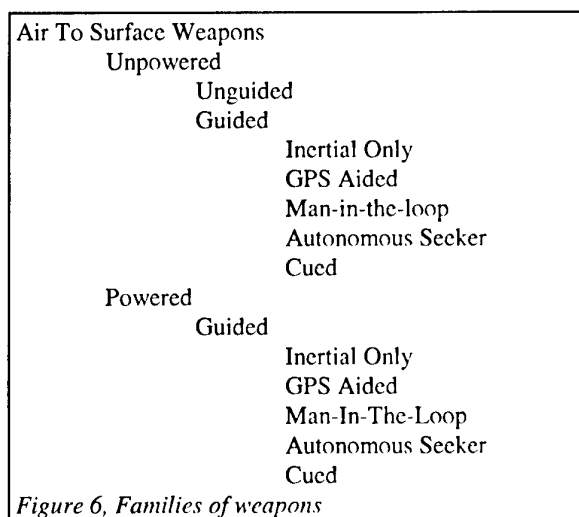 Air To Surface Weapons
Unpowered
Unguided
Guided
Inertial Only
GPS Aided
Man-in-the-loop
Autonomous Seeker
Cued
Powered
Guided
Inertial Only
GPS Aided
Man-In-The-Loop
Autonomous Seeker
Cued
Figure 6, Families of weapons